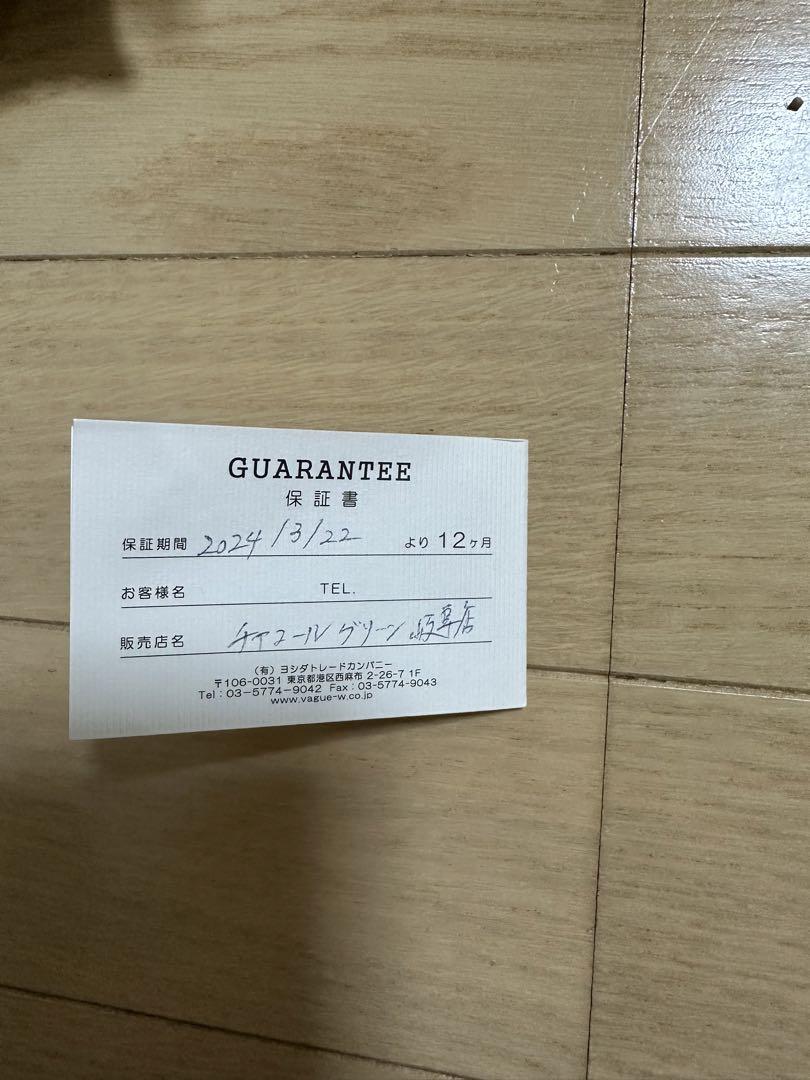 GUARANTEE
保証書
保証期間 2024/3/22 より 12ヶ月
お客様名 TEL.
販売店名 チャコールグリーン 岐阜店
(有)ヨシダトレードカンパニー
〒106-0031 東京都港区西麻布 2-26-7 1F
Tel:03-5774-9042 Fax:03-5774-9043
www.vague-w.co.jp